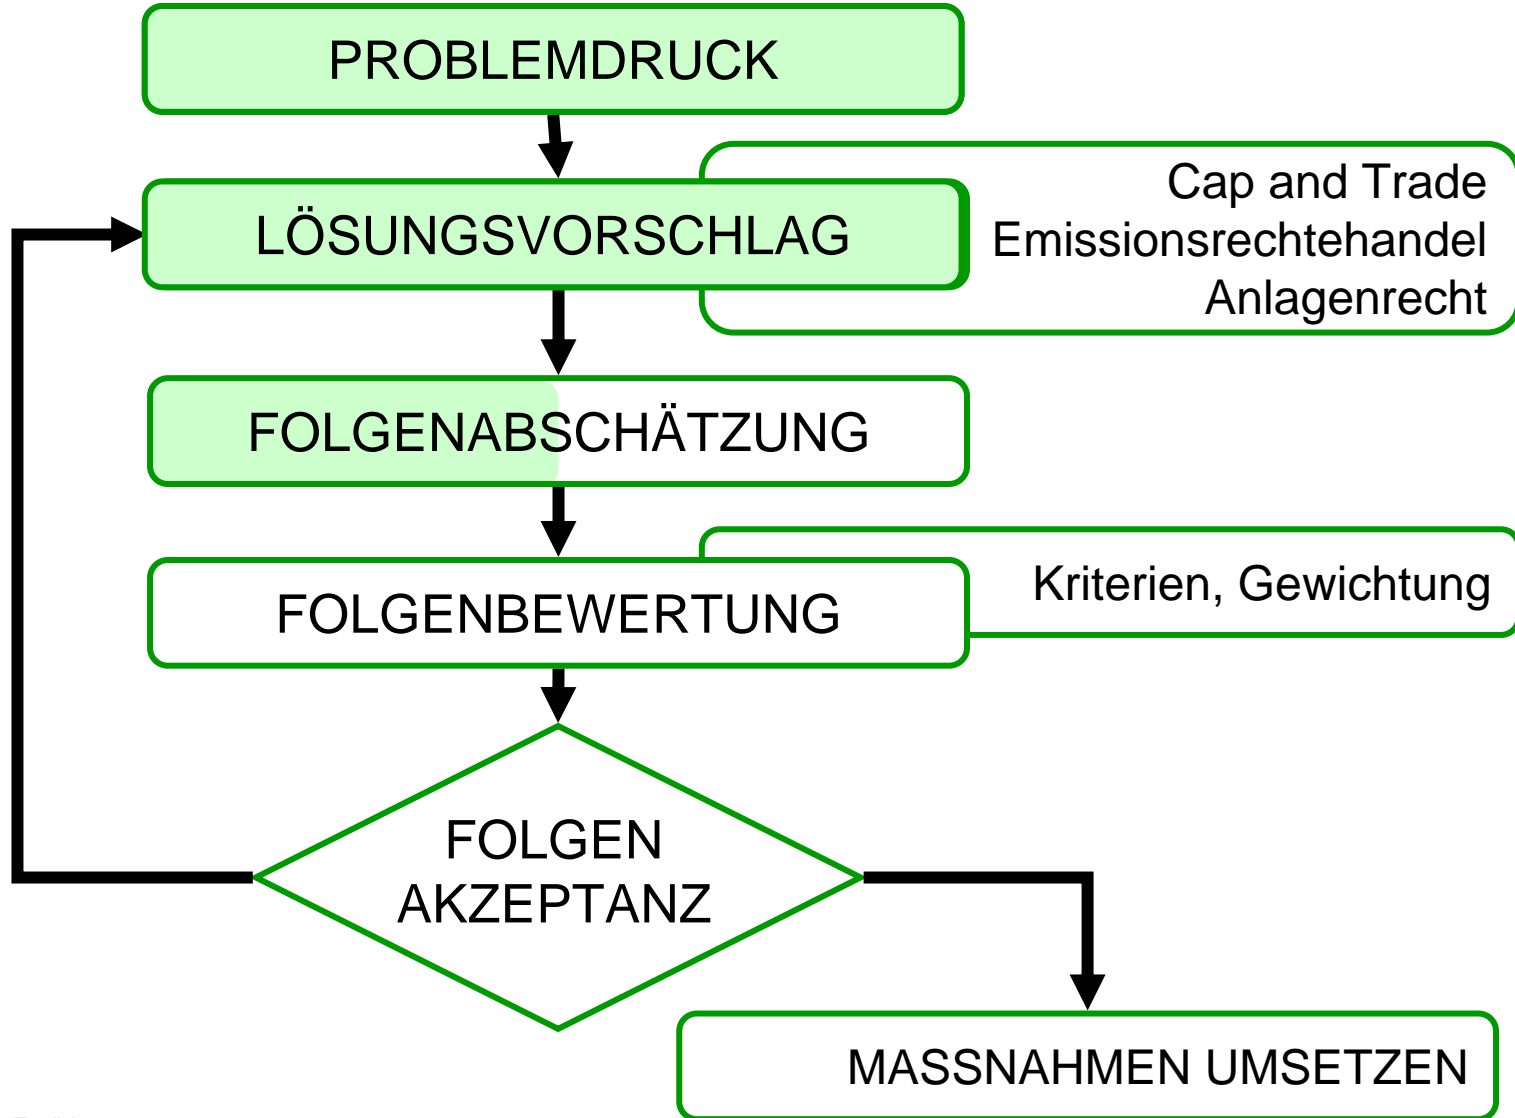 PROBLEMDRUCK
LÖSUNGSVORSCHLAG
Cap and Trade
Emissionsrechtehandel
Anlagenrecht
FOLGENABSCHÄTZUNG
FOLGENBEWERTUNG
Kriterien, Gewichtung
FOLGEN
AKZEPTANZ
MASSNAHMEN UMSETZEN